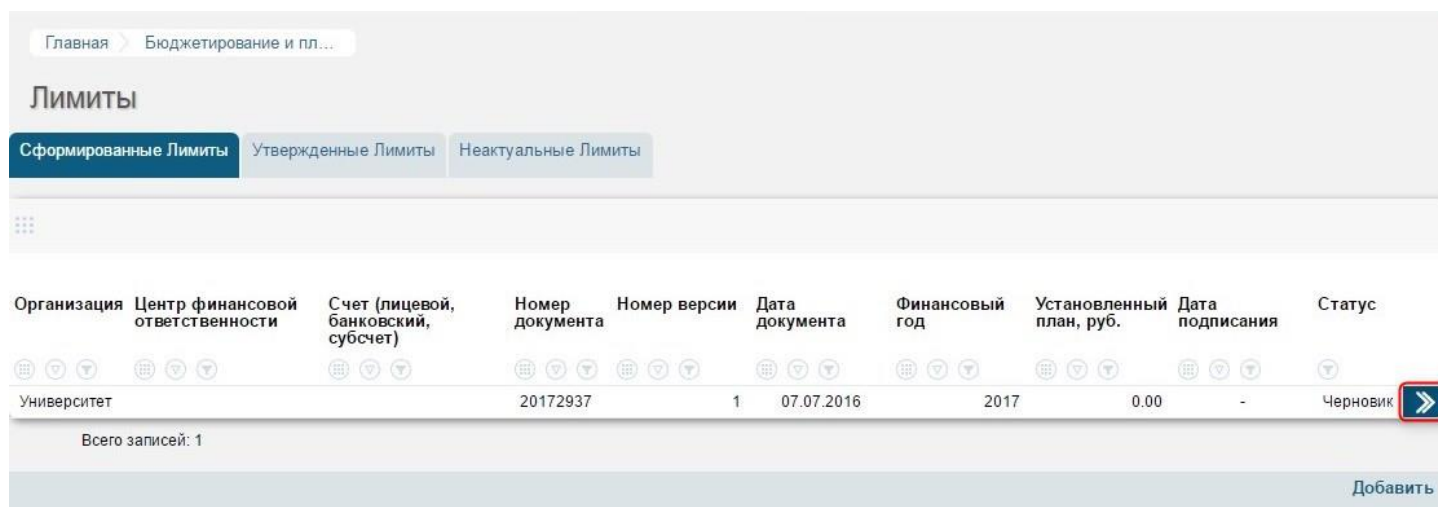 Главная Бюджетирование и пл...
Лимиты
Сформированные Лимиты Утвержденные Лимиты Неактуальные Лимиты
Организация Центр финансовой Счет (лицевой, Номер Номер версии Дата Финансовый Установленный Дата Статус
ответственности банковский, документа документа год план, руб. подписания
субсчет)
Университет 20172937 1 07.07.2016 2017 0.00 - Черновик
Всего записей: 1
Добавить